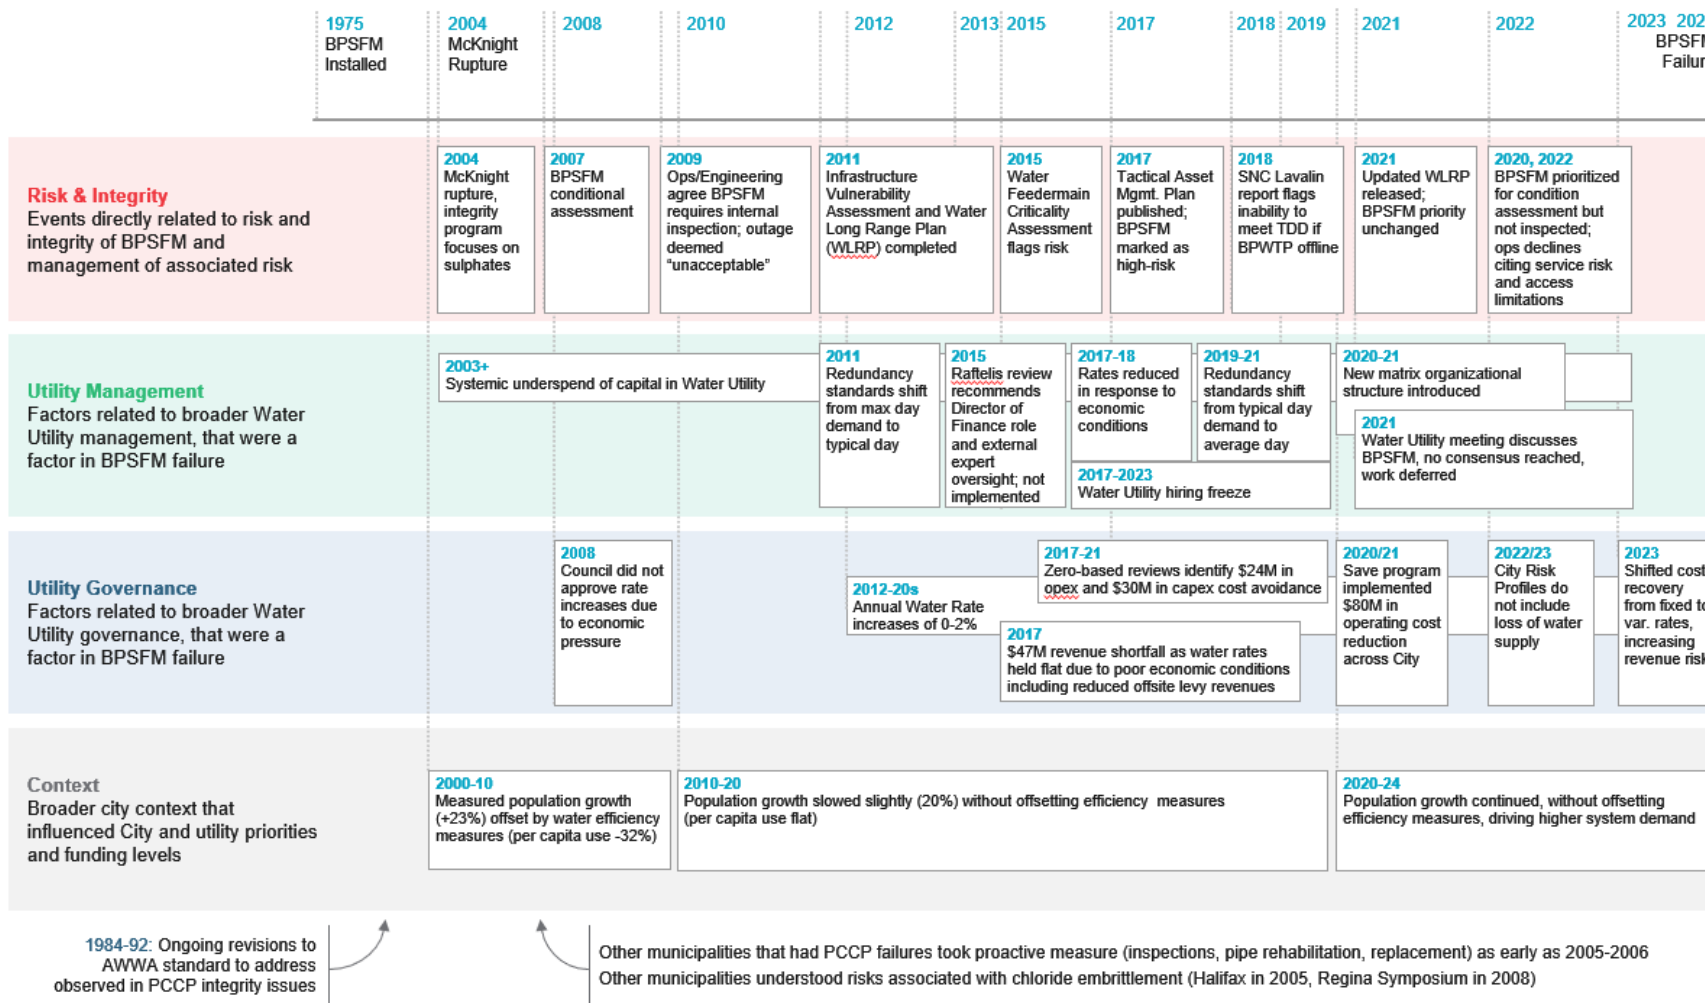 1975
BPSFM
Installed
2004
McKnight
Rupture
2008
2010
2012
2013
2015
2017
2018
2019
2021
2022
2023
BPSFM
Failur
Risk & Integrity
Events directly related to risk and
integrity of BPSFM and
management of associated risk
2004
McKnight
rupture,
integrity
program
focuses on
sulphates
2007
BPSFM
conditional
assessment
2009
Ops/Engineering
agree BPSFM
requires internal
inspection; outage
deemed
“unacceptable”
2011
Infrastructure
Vulnerability
Assessment and Water
Long Range Plan
(WLRP) completed
2015
Water
Feedermain
Criticality
Assessment
flags risk
2017
Tactical Asset
Mgmt. Plan
published;
BPSFM
marked as
high-risk
2018
SNC Lavalin
report flags
inability to
meet TDD if
BPWTP offline
2021
Updated WLRP
released;
BPSFM priority
unchanged
2020, 2022
BPSFM prioritized
for condition
assessment but
not inspected;
ops declines
citing service risk
and access
limitations
Utility Management
Factors related to broader Water
Utility management, that were a
factor in BPSFM failure
2003+
Systemic underspend of capital in Water Utility
2011
Redundancy
standards shift
from max day
demand to
typical day
2015
Raftelis review
recommends
Director of
Finance role
and external
expert
oversight; not
implemented
2017-18
Rates reduced
in response to
economic
conditions
2019-21
Redundancy
standards shift
from typical day
demand to
average day
2017-2023
Water Utility hiring freeze
2020-21
New matrix organizational
structure introduced
2021
Water Utility meeting discusses
BPSFM, no consensus reached,
work deferred
Utility Governance
Factors related to broader Water
Utility governance, that were a
factor in BPSFM failure
2008
Council did not
approve rate
increases due
to economic
pressure
2012-20s
Annual Water Rate
increases of 0-2%
2017-21
Zero-based reviews identify $24M in
opex and $30M in capex cost avoidance
2017
$47M revenue shortfall as water rates
held flat due to poor economic conditions
including reduced offsite levy revenues
2020/21
Save program
implemented
$80M in
operating cost
reduction
across City
2022/23
City Risk
Profiles do
not include
loss of water
supply
2023
Shifted cost
recovery
from fixed to
var. rates,
increasing
revenue risk
Context
Broader city context that
influenced City and utility priorities
and funding levels
2000-10
Measured population growth
(+23%) offset by water efficiency
measures (per capita use -32%)
2010-20
Population growth slowed slightly (20%) without offsetting efficiency measures
(per capita use flat)
2020-24
Population growth continued, without offsetting
efficiency measures, driving higher system demand
1984-92: Ongoing revisions to
AWWA standard to address
observed in PCCP integrity issues
Other municipalities that had PCCP failures took proactive measure (inspections, pipe rehabilitation, replacement) as early as 2005-2006
Other municipalities understood risks associated with chloride embrittlement (Halifax in 2005, Regina Symposium in 2008)